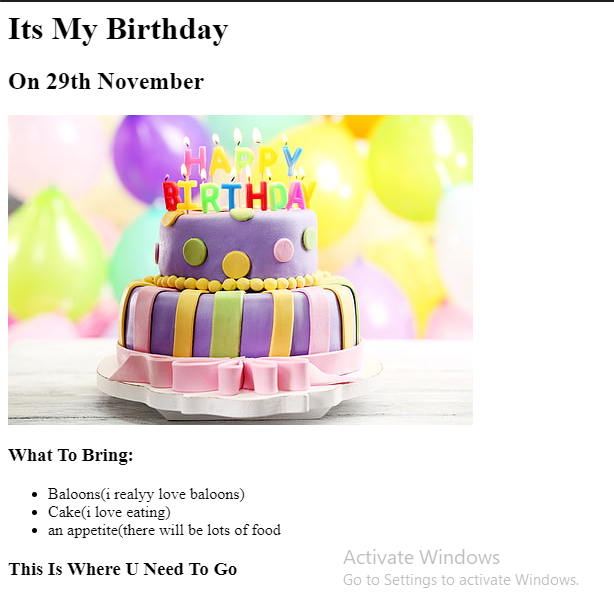 Its My Birthday
On 29th November
HAPPY
BIRTHDAY
What To Bring:
Baloons(i realyy love baloons)
Cake(i love eating)
an appetite(there will be lots of food
This Is Where U Need To Go
Activate Windows
Go to Settings to activate Windows.